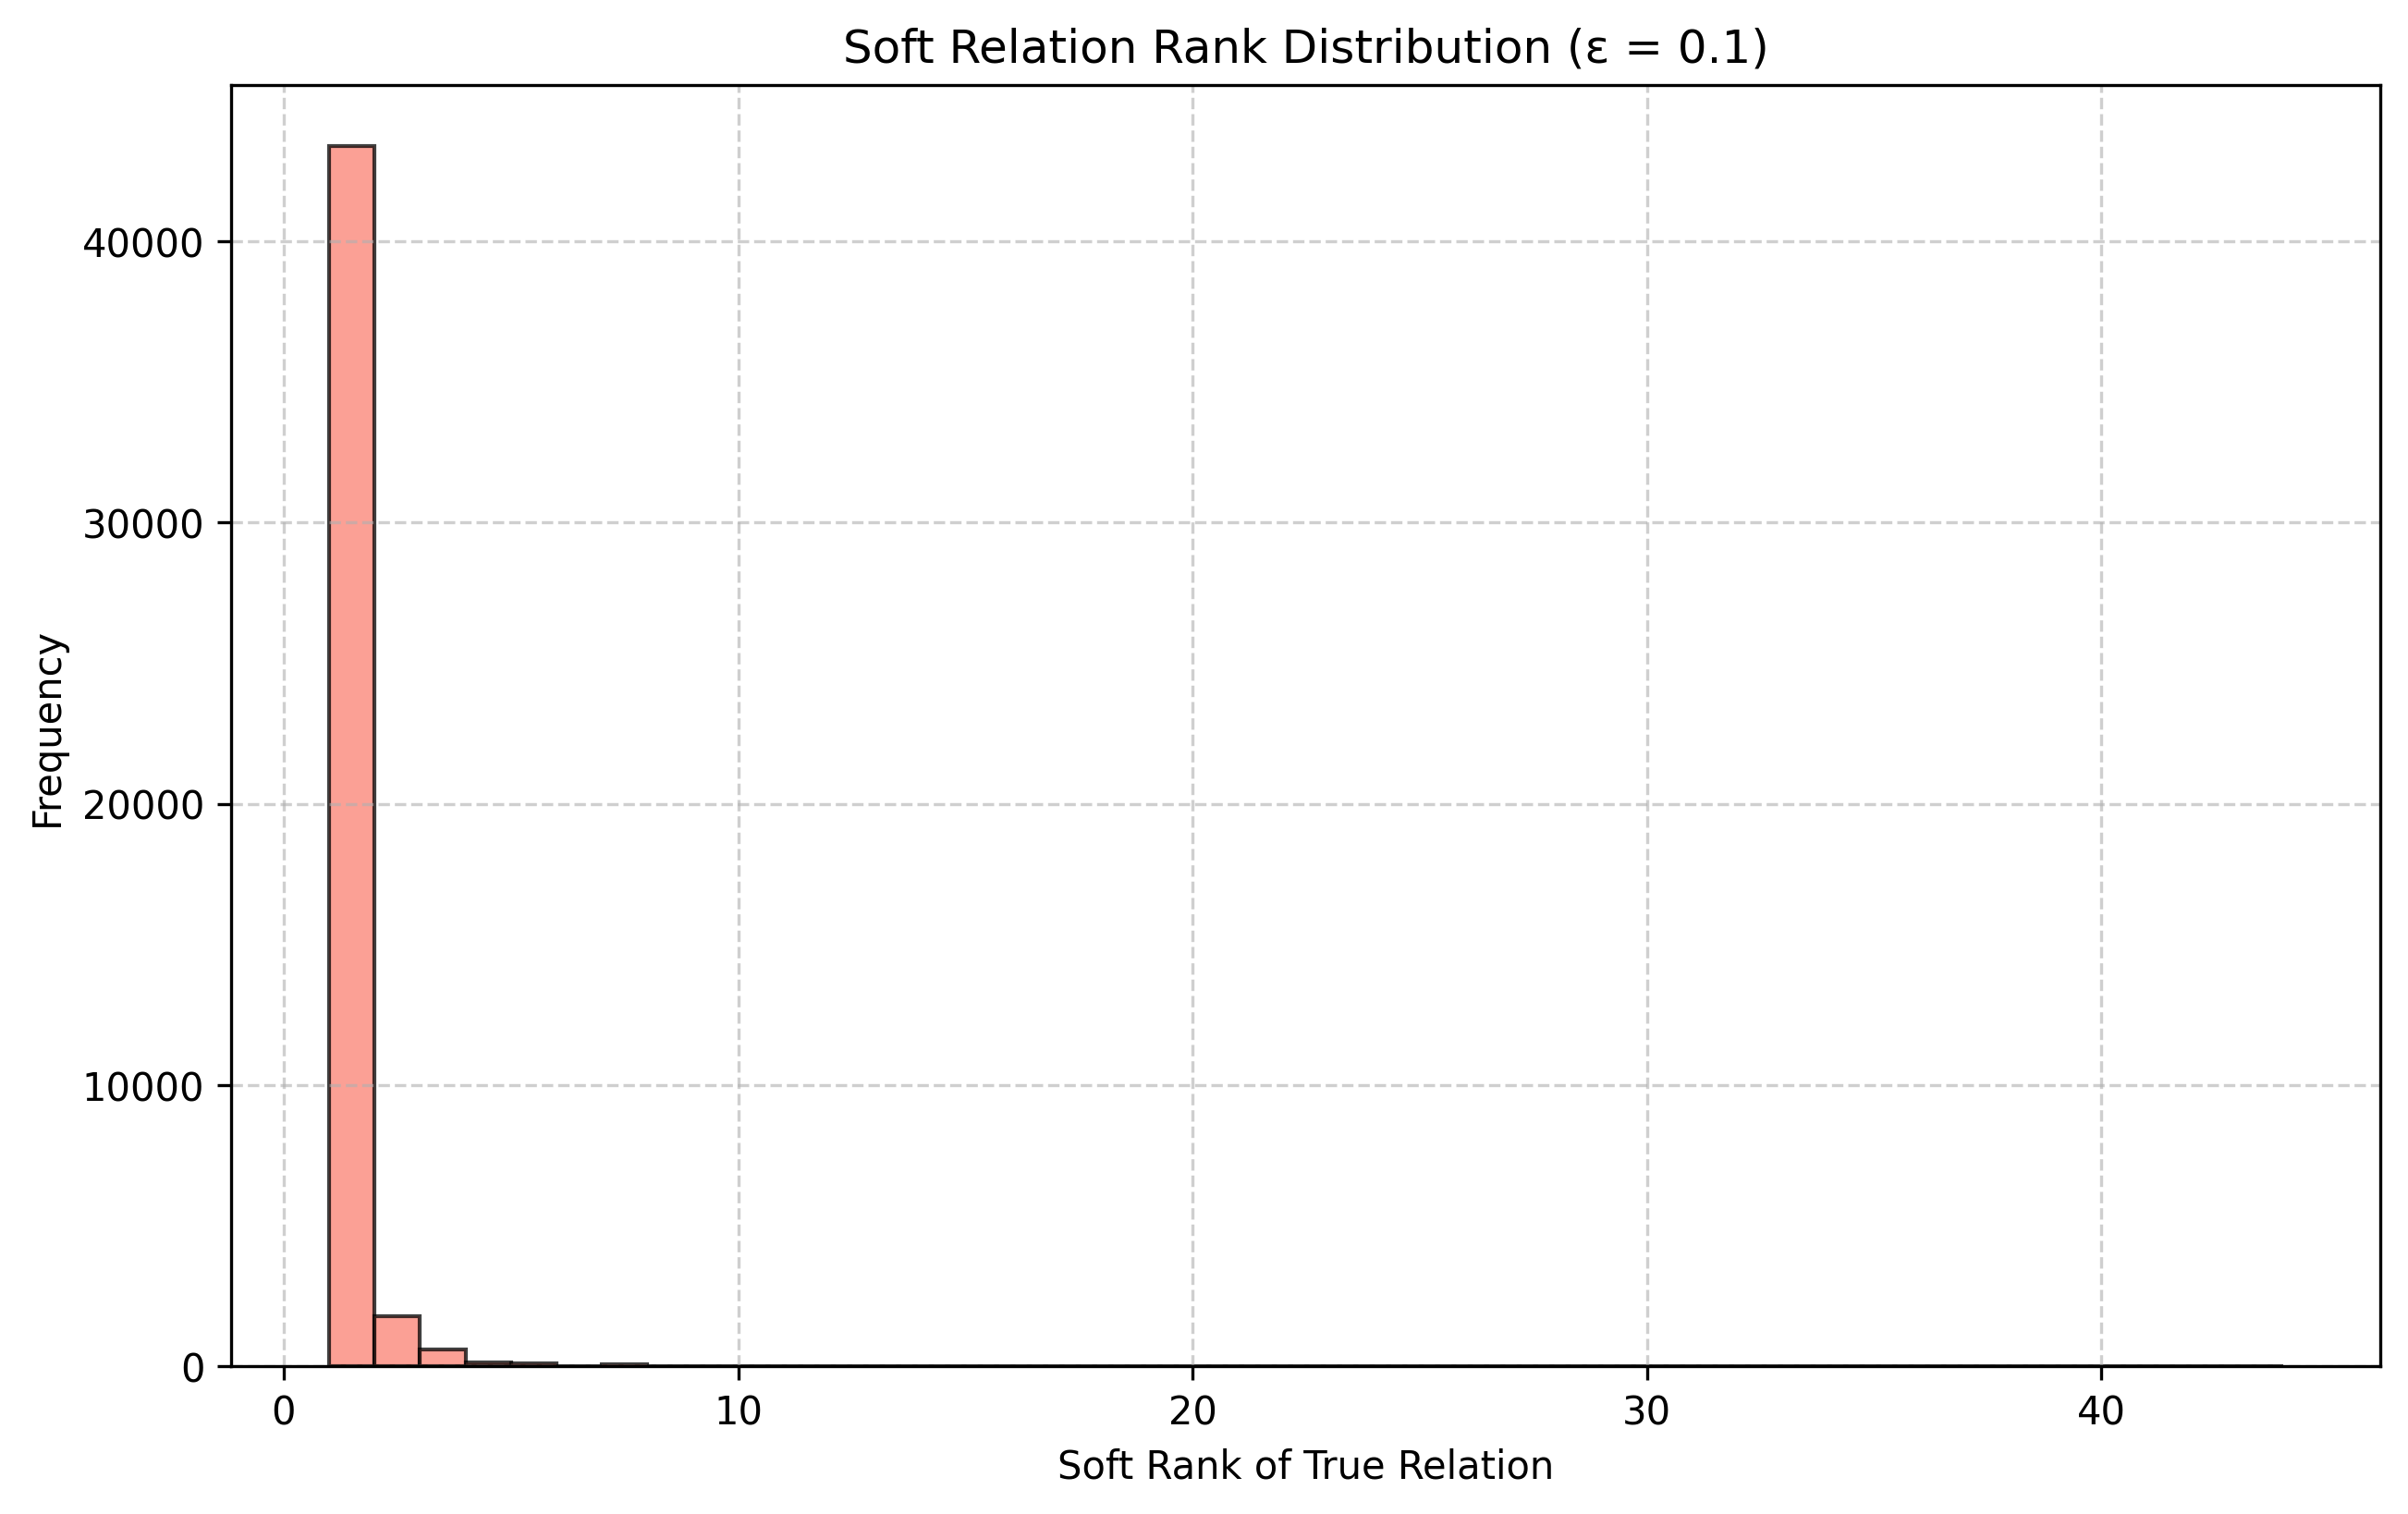 Soft Relation Rank Distribution (ε = 0.1)
Frequency
40000
30000
20000
10000
0
0 10 20 30 40
Soft Rank of True Relation